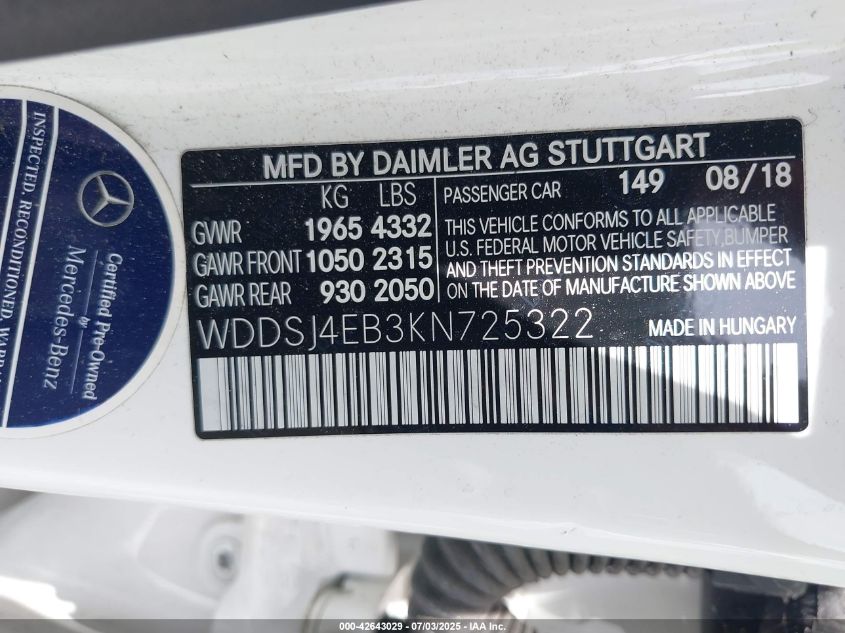 MFD BY DAIMLER AG STUTTGART
KG LBS
GWR 1965 4332
GAWR FRONT 1050 2315
GAWR REAR 930 2050
PASSENGER CAR 149 08/18
THIS VEHICLE CONFORMS TO ALL APPLICABLE
U.S. FEDERAL MOTOR VEHICLE SAFETY,BUMPER
AND THEFT PREVENTION STANDARDS IN EFFECT
ON THE DATE OF MANUFACTURE SHOWN ABOVE
WDDSJ4EB3KN725322 MADE IN HUNGARY
INSPECTED. RECONDITIONED.
Certified Pre-Owned
by
Mercedes-Benz
000-42643029 - 07/03/2025 - IAA Inc.